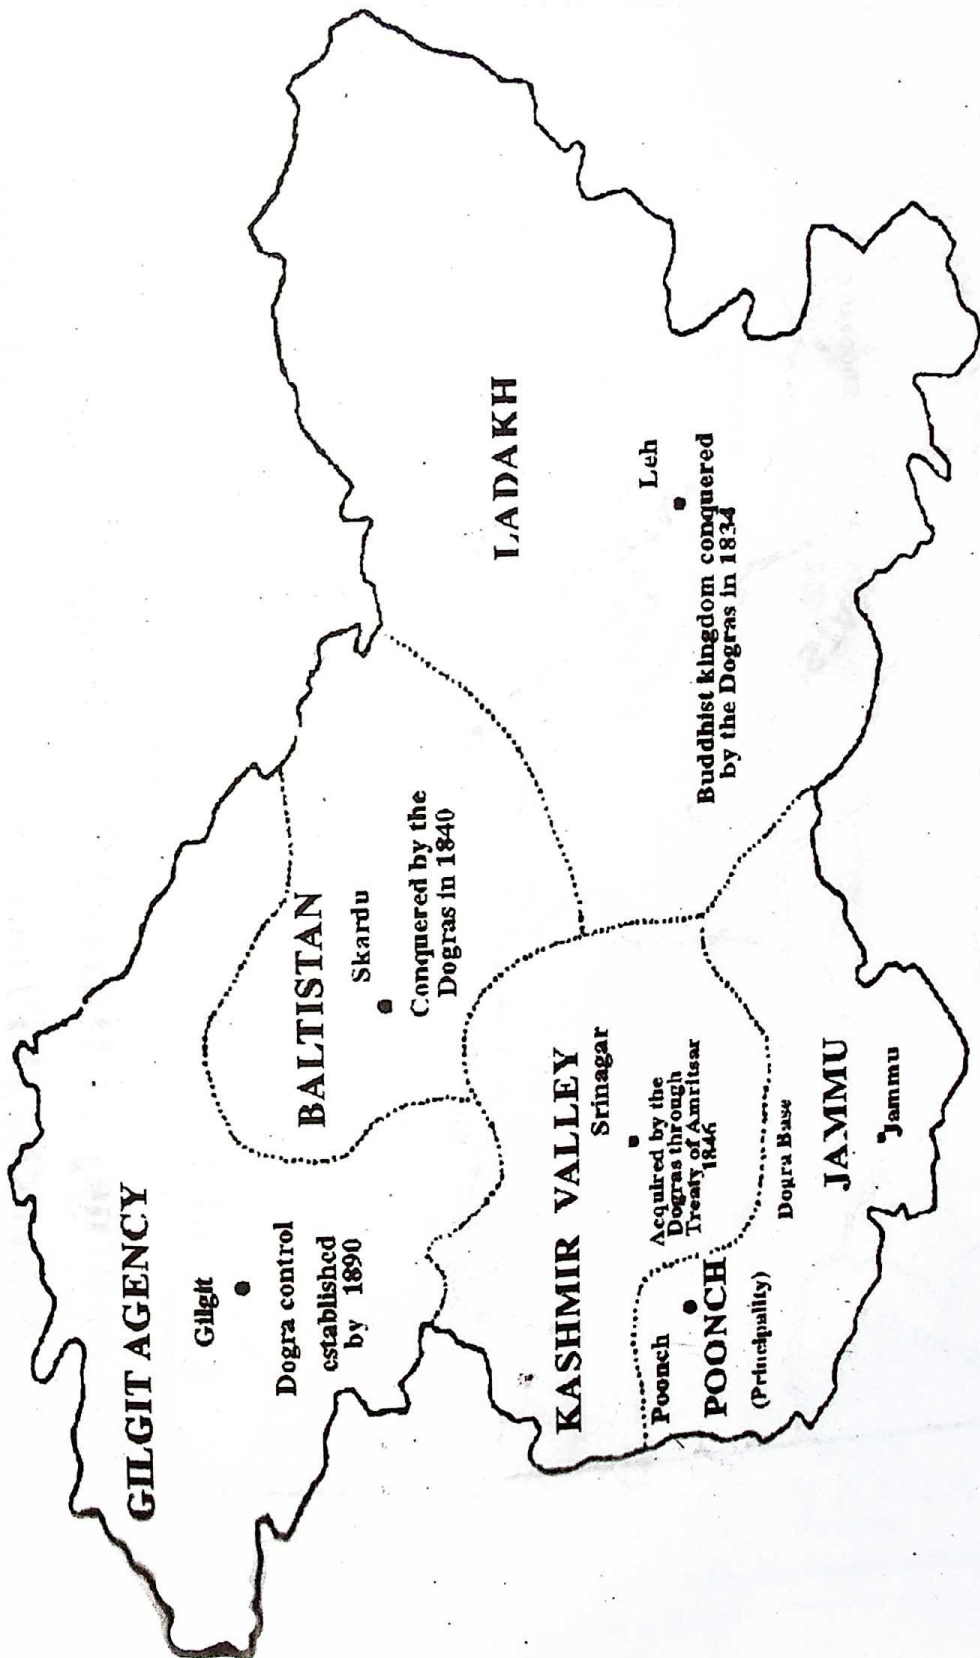 GILGIT AGENCY
Gilgit
Dogra control
established
by 1890
BALTISTAN
Skardu
Conquered by the
Dogras in 1840
LADAKH
Leh
Buddhist kingdom conquered
by the Dogras in 1834
KASHMIR VALLEY
Srinagar
Acquired by the
Dogras through
Treaty of Amritsar
1846
Poonch
POONCH
(Principality)
Dogra Base
JAMMU
Jammu